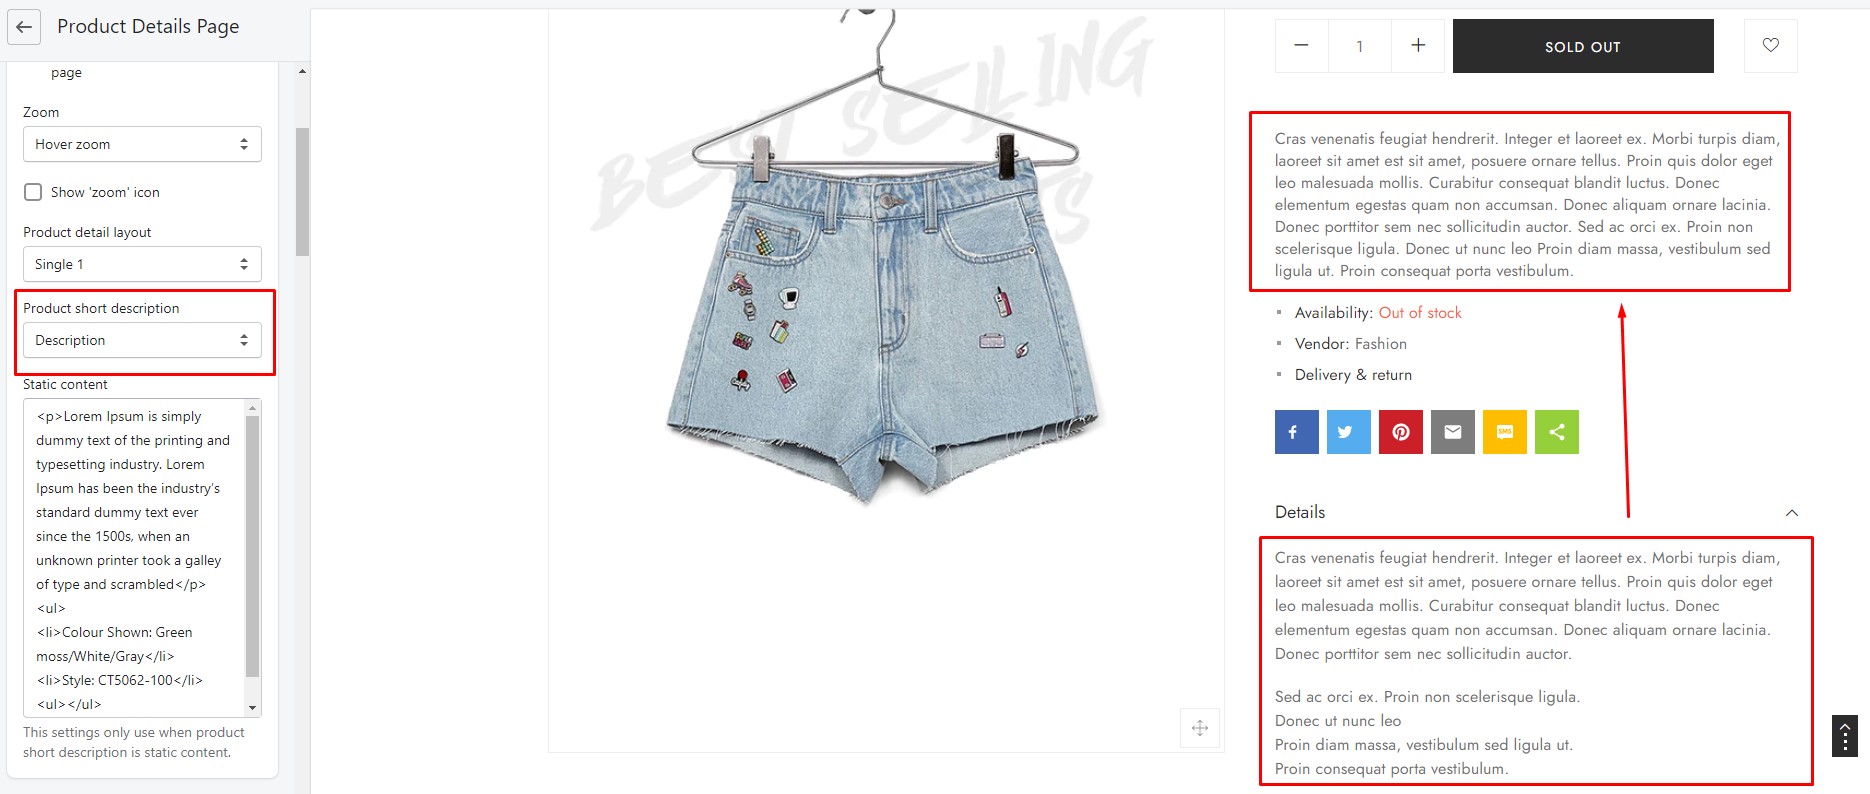 Product Details Page
page
Zoom
Hover zoom
Show 'zoom' icon
Product detail layout
Single 1
Product short description
Description
Static content
<p>Lorem Ipsum is simply
dummy text of the printing and
typesetting industry. Lorem
Ipsum has been the industry's
standard dummy text ever
since the 1500s, when an
unknown printer took a galley
of type and scrambled</p>
<ul>
<li>Colour Shown: Green
moss/White/Gray</li>
<li>Style: CT5062-100</li>
<ul></ul>
This settings only use when product
short description is static content.
BEST SELLING
1
SOLD OUT
Cras venenatis feugiat hendrerit. Integer et laoreet ex. Morbi turpis diam,
laoreet sit amet est sit amet, posuere ornare tellus. Proin quis dolor eget
leo malesuada mollis. Curabitur consequat blandit luctus. Donec
elementum egestas quam non accumsan. Donec aliquam ornare lacinia.
Donec porttitor sem nec sollicitudin auctor. Sed ac orci ex. Proin non
scelerisque ligula. Donec ut nunc leo Proin diam massa, vestibulum sed
ligula ut. Proin consequat porta vestibulum.
Availability: Out of stock
Vendor: Fashion
Delivery & return
SMS
Details
Cras venenatis feugiat hendrerit. Integer et laoreet ex. Morbi turpis diam,
laoreet sit amet est sit amet, posuere ornare tellus. Proin quis dolor eget
leo malesuada mollis. Curabitur consequat blandit luctus. Donec
elementum egestas quam non accumsan. Donec aliquam ornare lacinia.
Donec porttitor sem nec sollicitudin auctor.
Sed ac orci ex. Proin non scelerisque ligula.
Donec ut nunc leo
Proin diam massa, vestibulum sed ligula ut.
Proin consequat porta vestibulum.